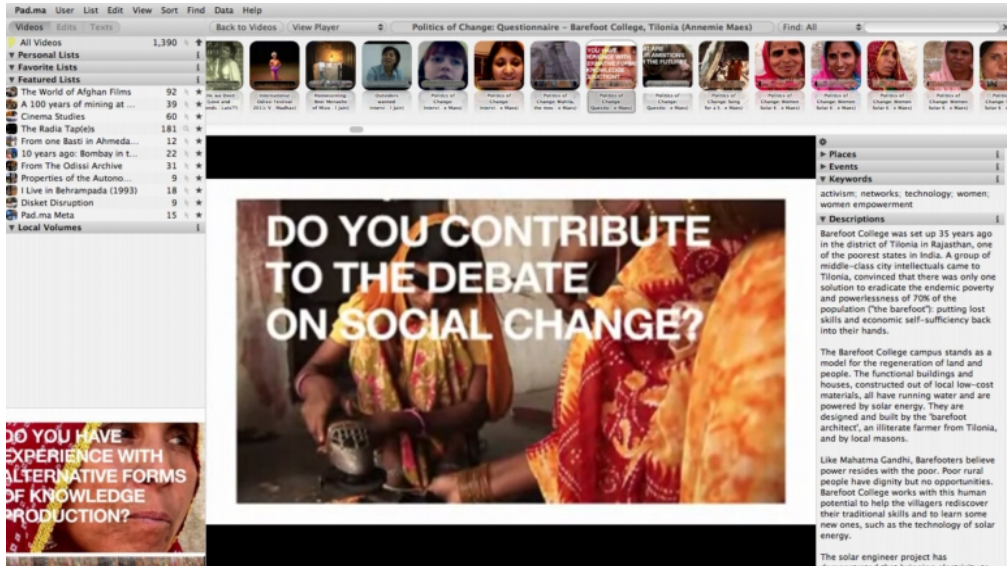 Pad.ma User List Edit View Sort Find Data Help
Videos Edits Texts
Back to Videos View Player Politics of Change: Questionnaire – Barefoot College, Tilonia (Annemie Maes) Find: All
All Videos 1,390
Personal Lists
Favorite Lists
Featured Lists
The World of Afghan Films 92
A 100 years of mining at ... 39
Cinema Studies 60
The Radia Tap(e)s 181
From one Basti in Ahmeda... 12
10 years ago: Bombay in t... 22
From The Odissi Archive 31
Properties of the Autono... 9
I Live in Behrampada (1993) 18
Disket Disruption 9
Pad.ma Meta 15
Local Volumes
DO YOU HAVE
EXPERIENCE WITH
ALTERNATIVE FORMS
OF KNOWLEDGE
PRODUCTION?
DO YOU CONTRIBUTE
TO THE DEBATE
ON SOCIAL CHANGE?
Places
Events
Keywords
activism; networks; technology; women;
women empowerment
Descriptions
Barefoot College was set up 35 years ago
in the district of Tilonia in Rajasthan, one
of the poorest states in India. A group of
middle-class city intellectuals came to
Tilonia, convinced that there was only one
solution to eradicate the endemic poverty
and powerlessness of 70% of the
population ("the barefoot"): putting lost
skills and economic self-sufficiency back
into their hands.
The Barefoot College campus stands as a
model for the regeneration of land and
people. The functional buildings and
houses, constructed out of local low-cost
materials, all have running water and are
powered by solar energy. They are
designed and built by the 'barefoot
architect', an illiterate farmer from Tilonia,
and by local masons.
Like Mahatma Gandhi, Barefooters believe
power resides with the poor. Poor rural
people have dignity but no opportunities.
Barefoot College works with this human
potential to help the villagers rediscover
their traditional skills and to learn some
new ones, such as the technology of solar
energy.
The solar engineer project has